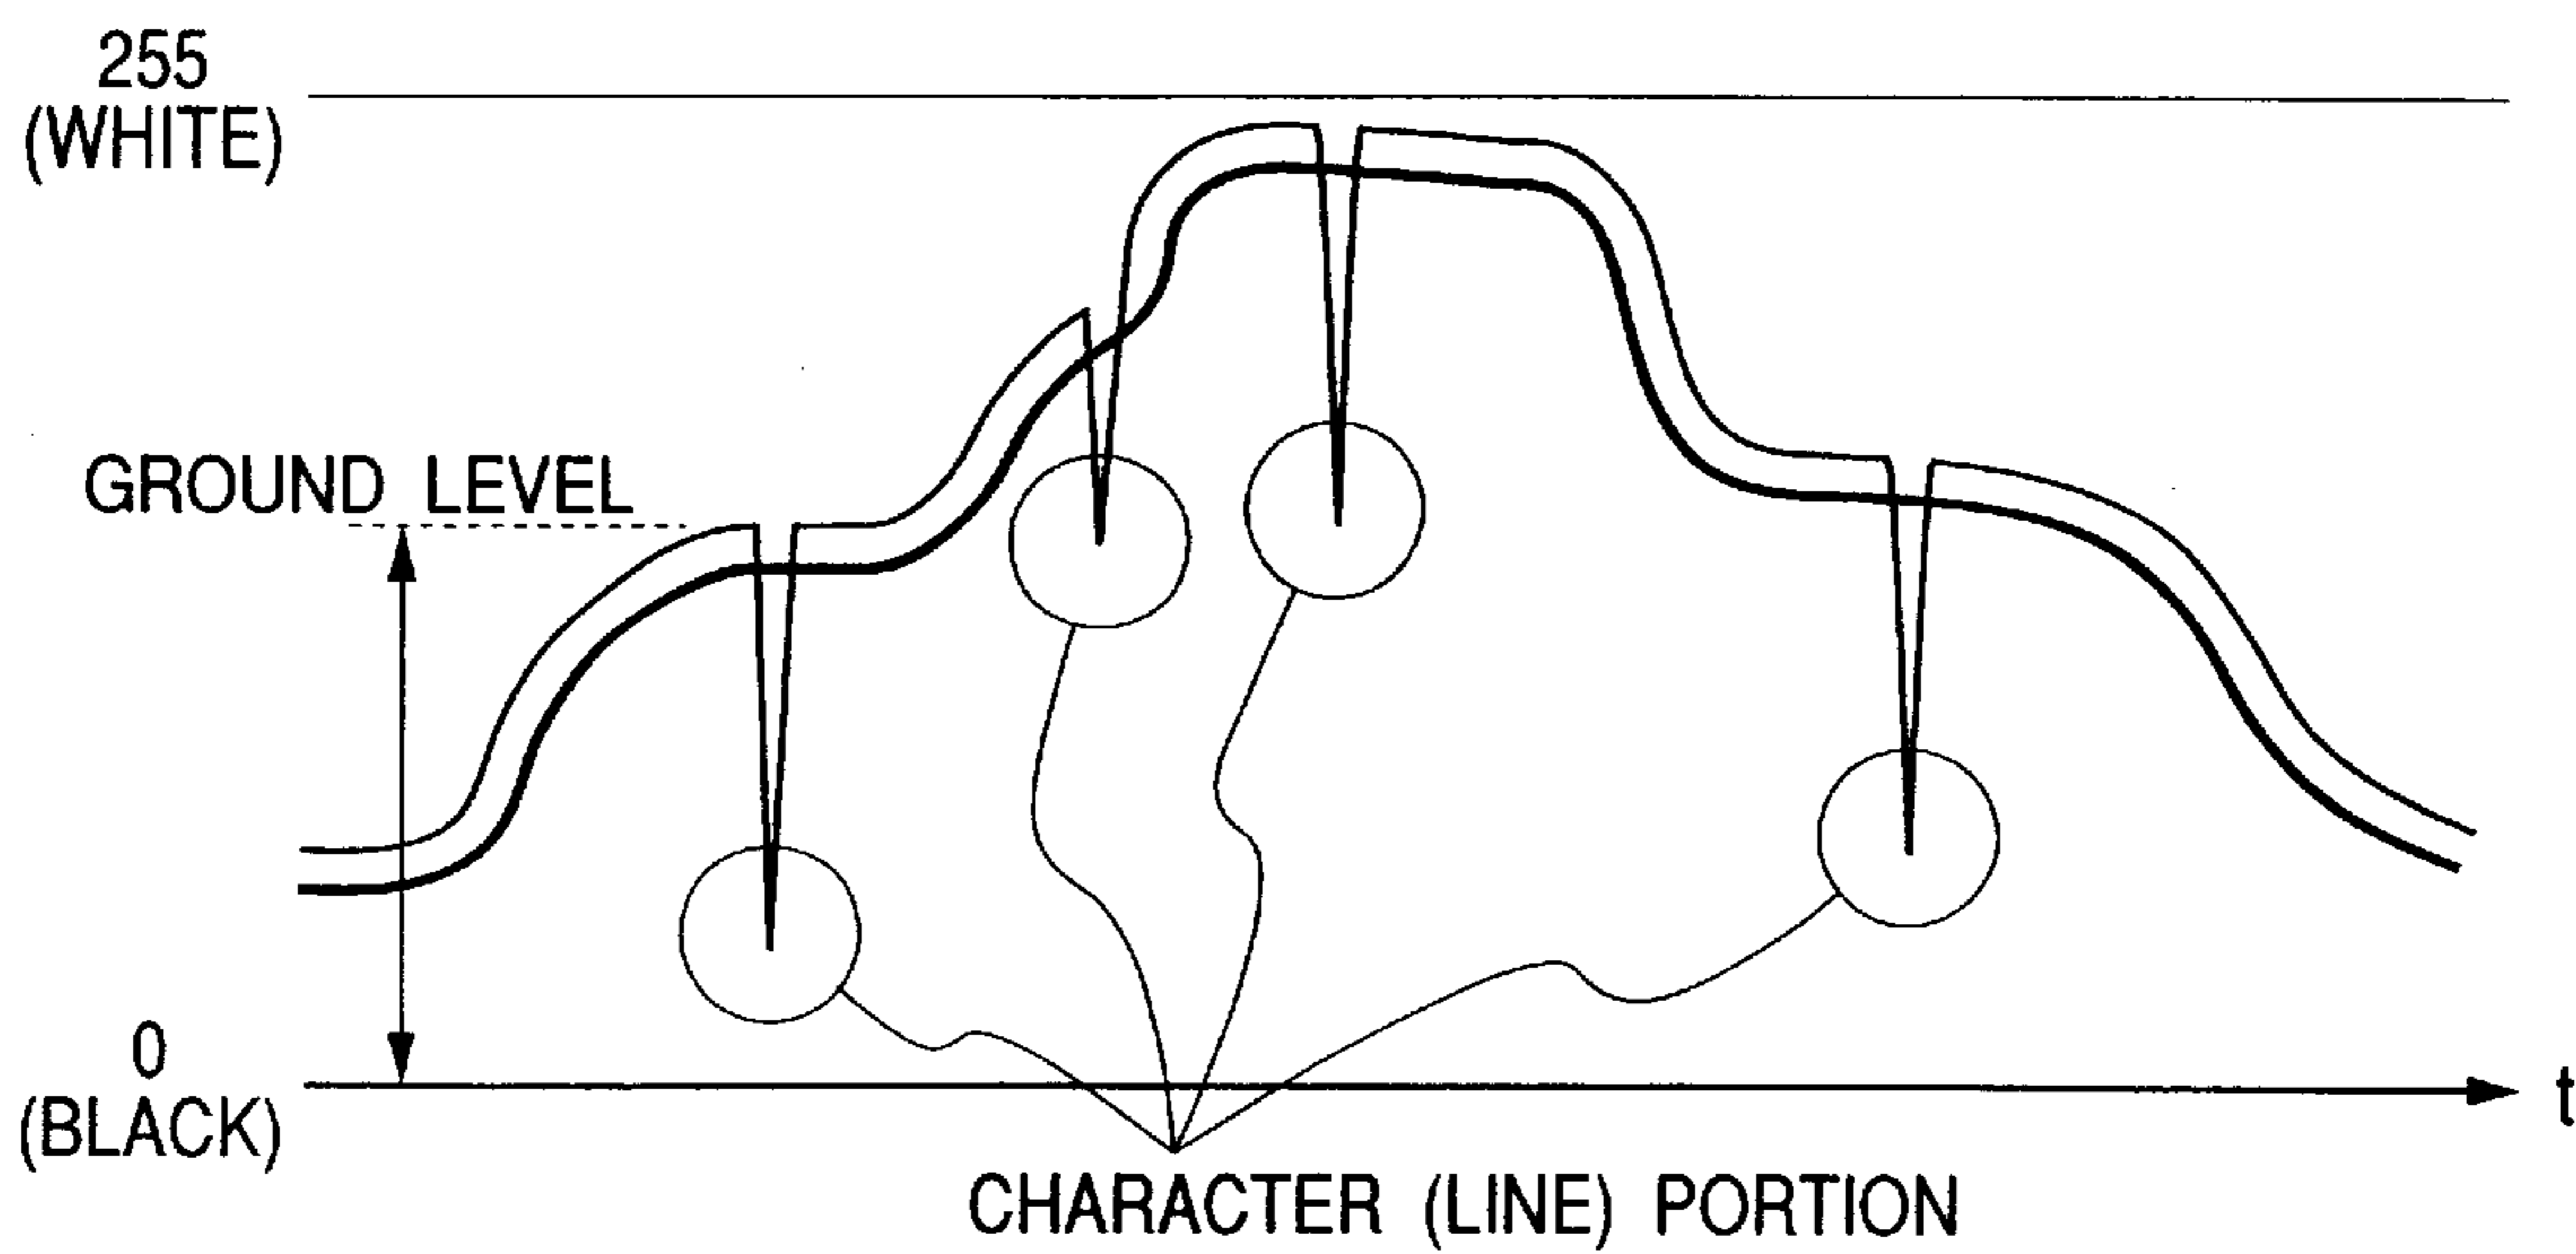 255
(WHITE)
GROUND LEVEL
0
(BLACK)
t
CHARACTER (LINE) PORTION